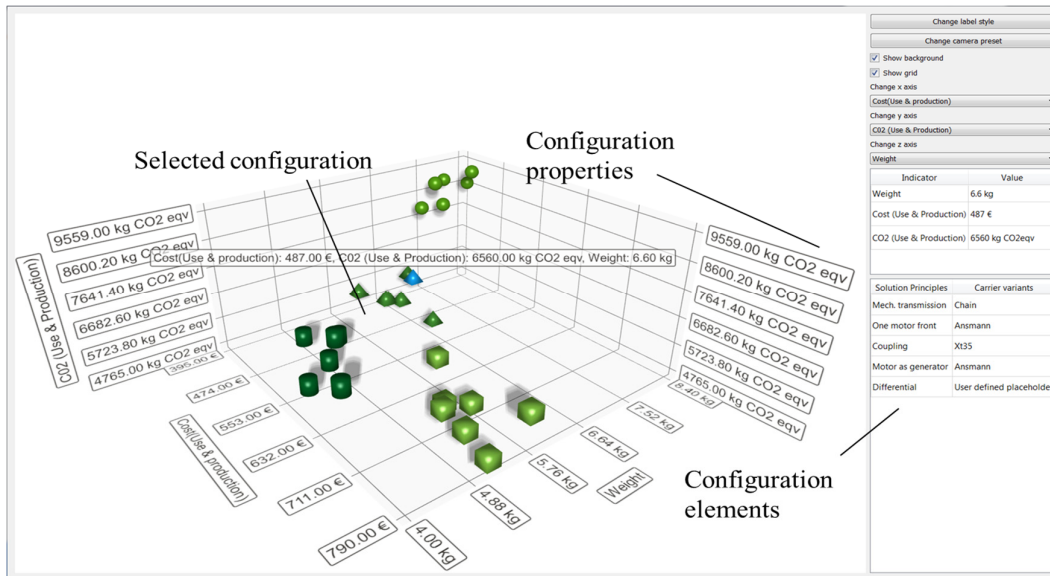 Change label style
Change camera preset
Show background
Show grid
Change x axis
Cost(Use & production)
Change y axis
C02 (Use & Production)
Change z axis
Weight
Indicator Value
Weight 6.6 kg
Cost (Use & Production) 487 €
CO2 (Use & Production) 6560 kg CO2eqv
Solution Principles Carrier variants
Mech. transmission Chain
One motor front Ansmann
Coupling Xt35
Motor as generator Ansmann
Differential User defined placeholde
Selected configuration
Configuration
properties
Configuration
elements
Cost(Use & production): 487.00 €, C02 (Use & Production): 6560.00 kg CO2 eqv, Weight: 6.60 kg
C02 (Use & Production)
9559.00 kg CO2 eqv
8600.20 kg CO2 eqv
7641.40 kg CO2 eqv
6682.60 kg CO2 eqv
5723.80 kg CO2 eqv
4765.00 kg CO2 eqv
9559.00 kg CO2 eqv
8600.20 kg CO2 eqv
7641.40 kg CO2 eqv
6682.60 kg CO2 eqv
5723.80 kg CO2 eqv
4765.00 kg CO2 eqv
395.00 €
474.00 €
553.00 €
632.00 €
711.00 €
790.00 €
Cost(Use & production)
4.00 kg
4.88 kg
5.76 kg
6.64 kg
7.52 kg
8.40 kg
Weight